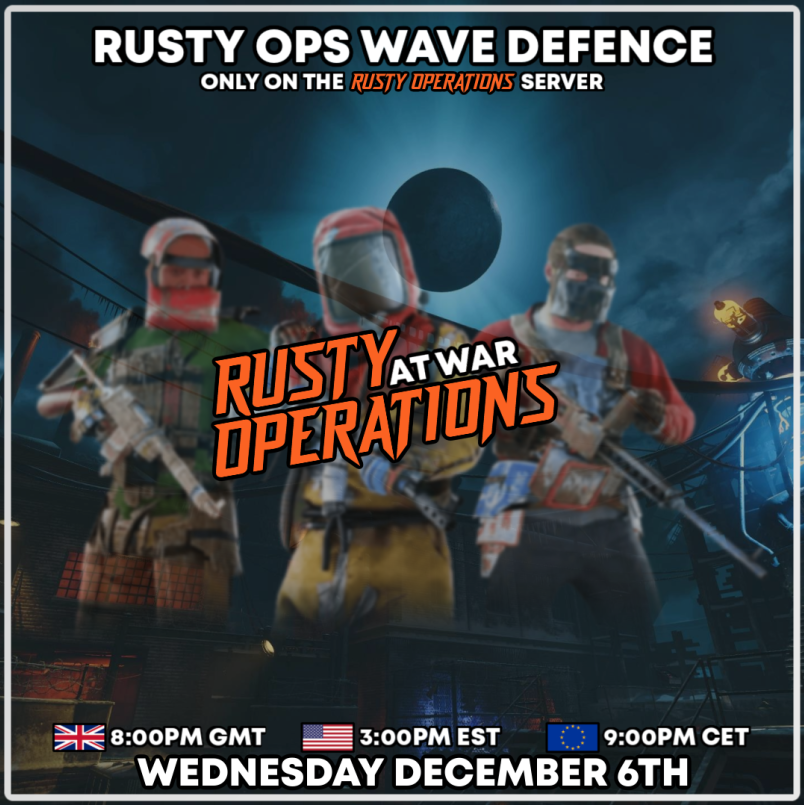 RUSTY OPS WAVE DEFENCE
ONLY ON THE RUSTY OPERATIONS SERVER
RUSTY AT WAR
OPERATIONS
8:00PM GMT 3:00PM EST 9:00PM CET
WEDNESDAY DECEMBER 6TH